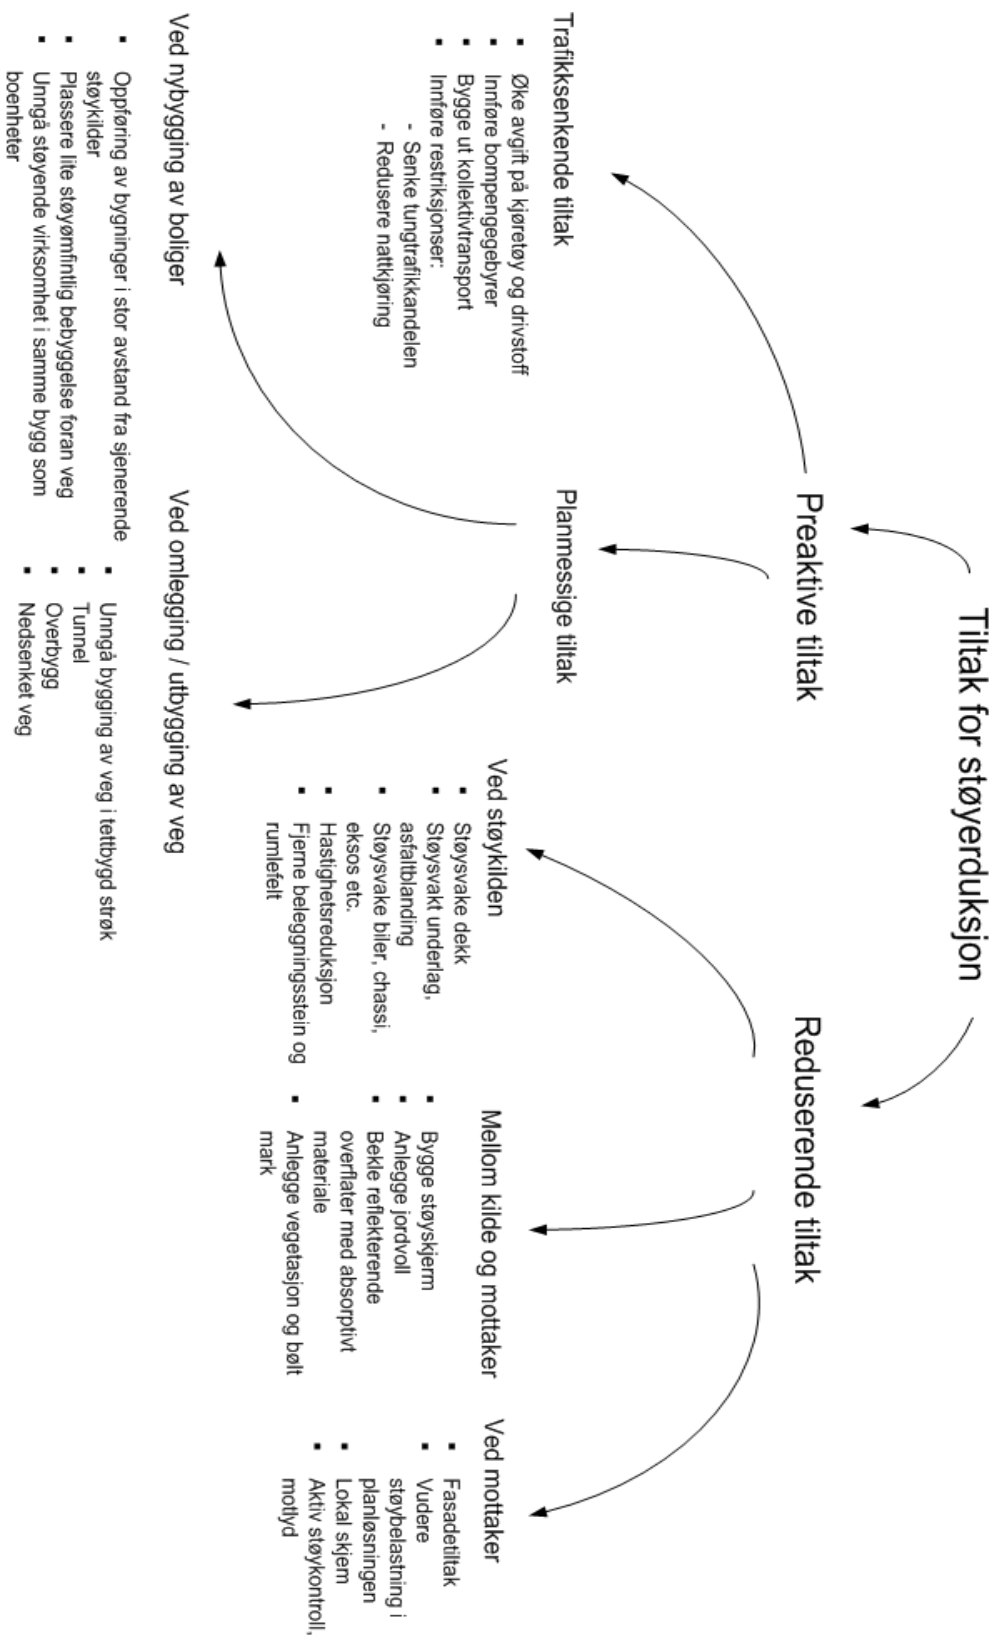 Tiltak for støyerduksjon
Preaktive tiltak
Reduserende tiltak
Trafikksenkende tiltak
▪ Øke avgift på kjøretøy og drivstoff
▪ Innføre bompengegebyrer
▪ Bygge ut kollektivtransport
▪ Innføre restriksjonser:
- Senke tungtrafikkandelen
- Redusere nattkjøring
Planmessige tiltak
Ved nybygging av boliger
▪ Oppføring av bygninger i stor avstand fra sjenerende
støykilder
▪ Plassere lite støyømfintlig bebyggelse foran veg
▪ Unngå støyende virksomhet i samme bygg som
boenheter
Ved omlegging / utbygging av veg
▪ Unngå bygging av veg i tettbygd strøk
▪ Tunnel
▪ Overbygg
▪ Nedsenket veg
Ved støykilden
▪ Støysvake dekk
▪ Støysvakt underlag,
asfaltblanding
▪ Støysvake biler, chassi,
eksos etc.
▪ Hastighetsreduksjon
▪ Fjerne beleggningsstein og
rumlefelt
Mellom kilde og mottaker
▪ Bygge støyskjerm
▪ Anlegge jordvoll
▪ Bekle reflekterende
overflater med absorptivt
materiale
▪ Anlegge vegetasjon og bølt
mark
Ved mottaker
▪ Fasadetiltak
▪ Vudere
støybelastning i
planløsningen
▪ Lokal skjem
▪ Aktiv støykontroll,
motlyd